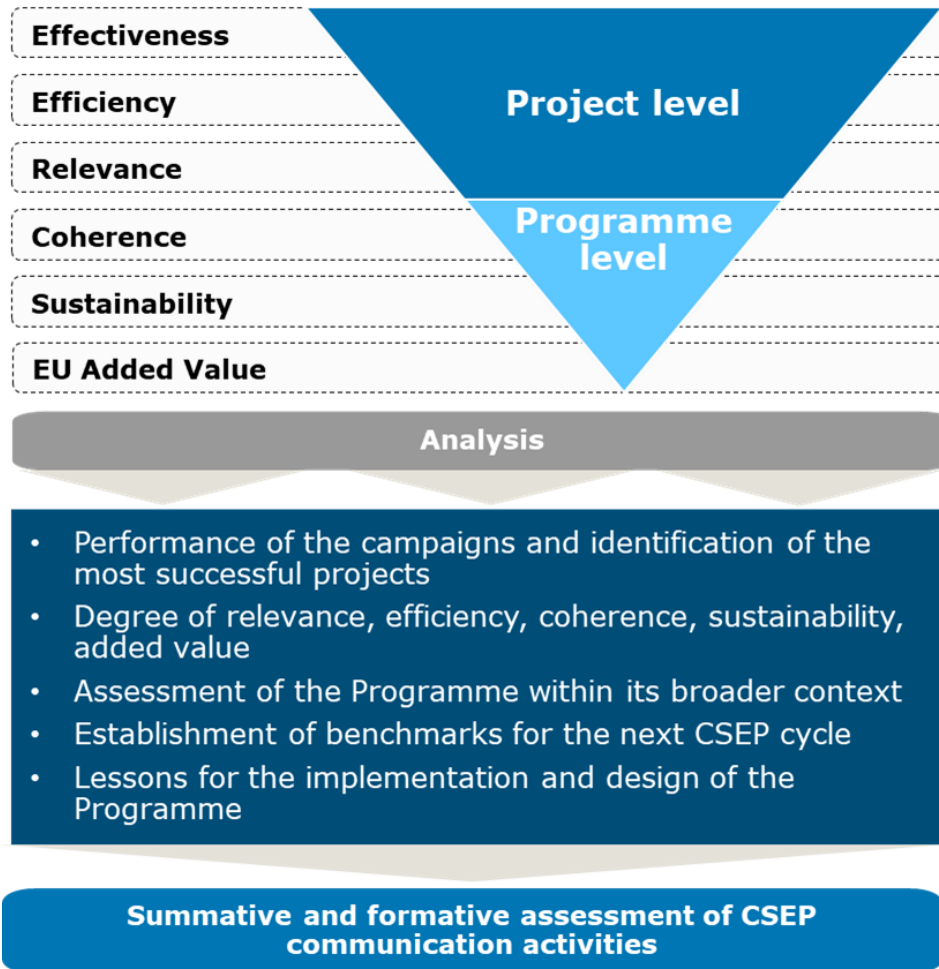 Effectiveness
Efficiency
Project level
Relevance
Coherence
Programme
level
Sustainability
EU Added Value
Analysis
• Performance of the campaigns and identification of the
most successful projects
• Degree of relevance, efficiency, coherence, sustainability,
added value
• Assessment of the Programme within its broader context
• Establishment of benchmarks for the next CSEP cycle
• Lessons for the implementation and design of the
Programme
Summative and formative assessment of CSEP
communication activities